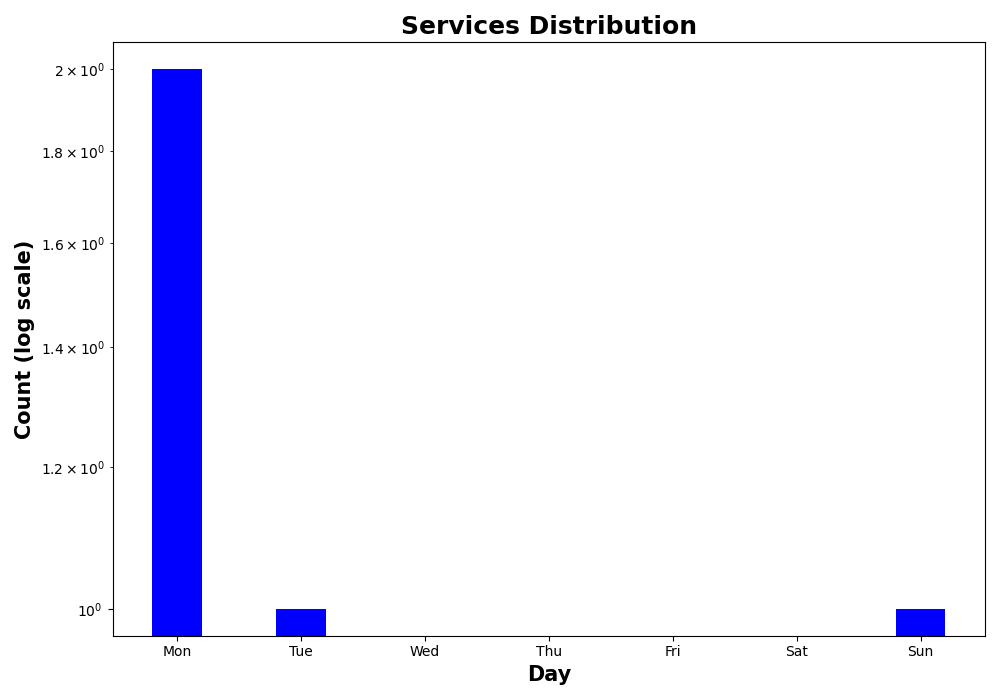 Services Distribution
2 × 10⁰
1.8 × 10⁰
1.6 × 10⁰
1.4 × 10⁰
1.2 × 10⁰
10⁰
Count (log scale)
Mon Tue Wed Thu Fri Sat Sun
Day